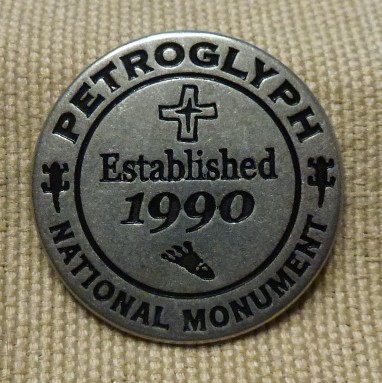 PETROGLYPH
Established
1990
NATIONAL MONUMENT